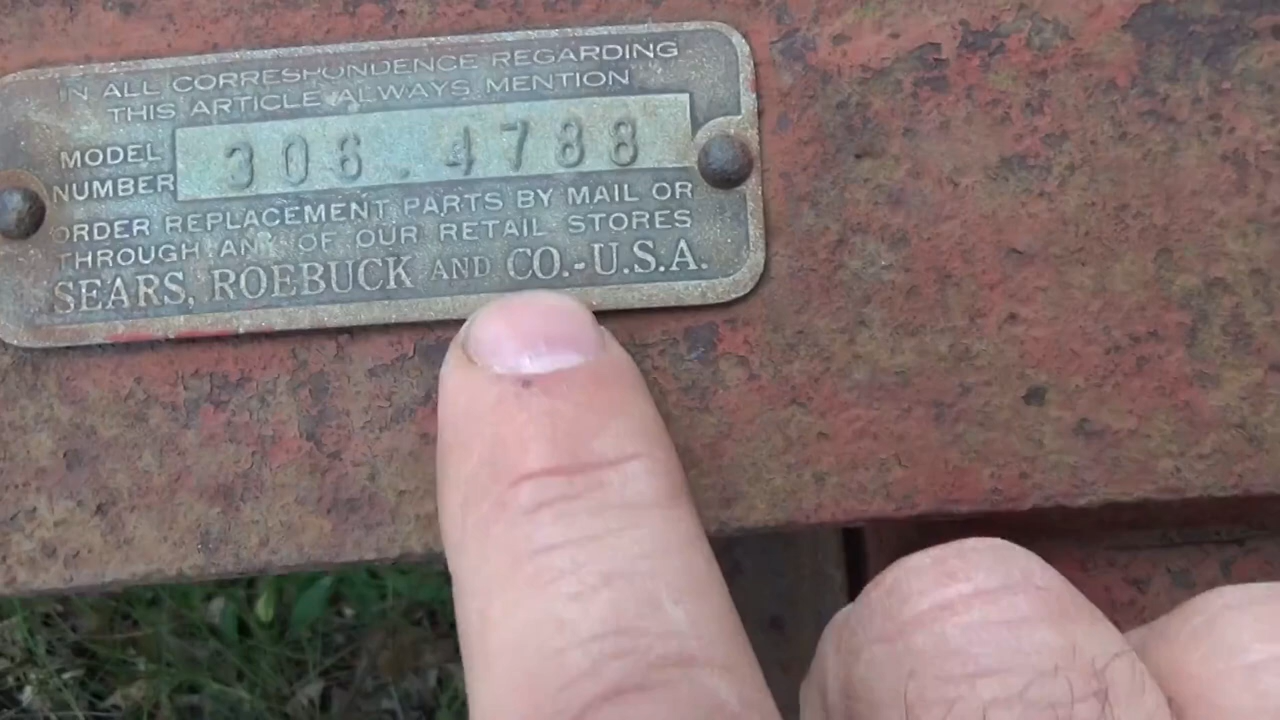 IN ALL CORRESPONDENCE REGARDING
THIS ARTICLE ALWAYS MENTION
MODEL NUMBER 306.4788
ORDER REPLACEMENT PARTS BY MAIL OR
THROUGH ANY OF OUR RETAIL STORES
SEARS, ROEBUCK AND CO.-U.S.A.